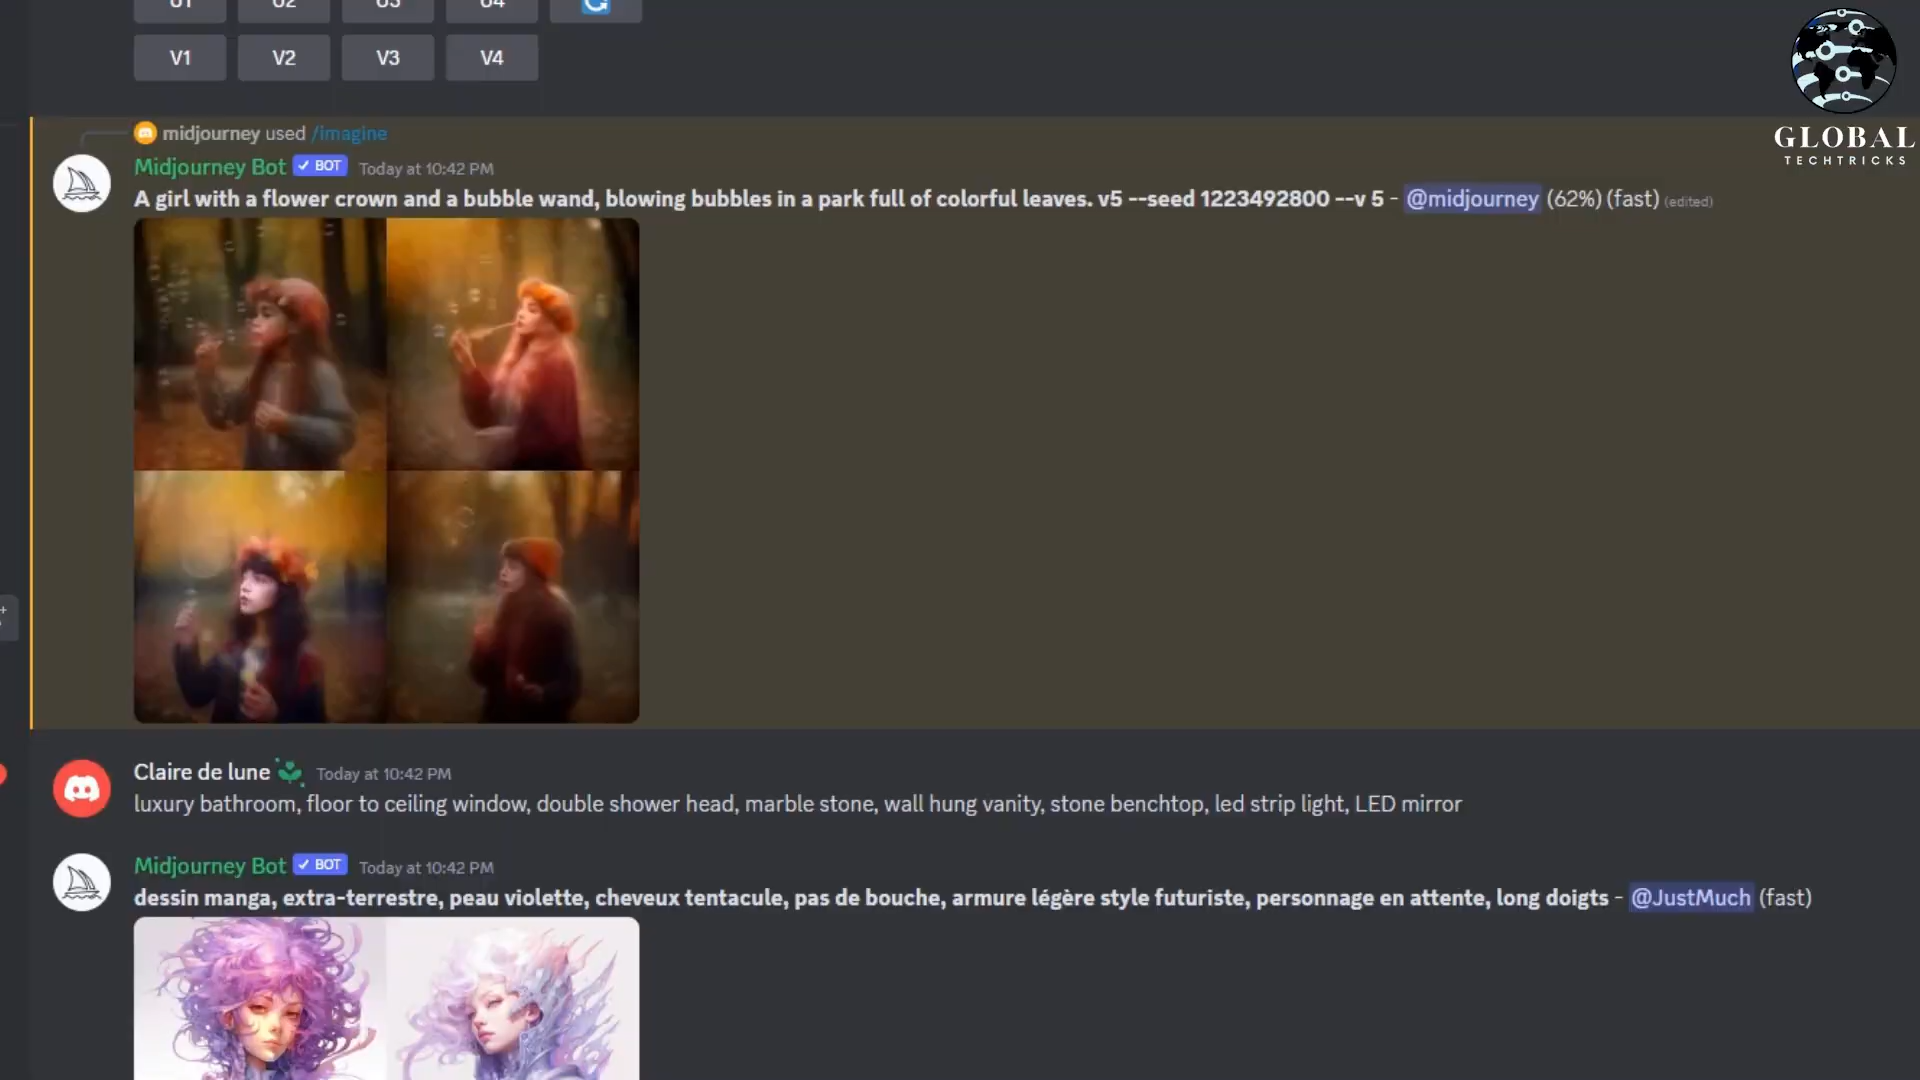 U1 U2 U3 U4
V1 V2 V3 V4
GLOBAL
TECHTRICKS
midjourney used /imagine
Midjourney Bot ✓ BOT Today at 10:42 PM
A girl with a flower crown and a bubble wand, blowing bubbles in a park full of colorful leaves. v5 --seed 1223492800 --v 5 - @midjourney (62%) (fast) (edited)
Claire de lune Today at 10:42 PM
luxury bathroom, floor to ceiling window, double shower head, marble stone, wall hung vanity, stone benchtop, led strip light, LED mirror
Midjourney Bot ✓ BOT Today at 10:42 PM
dessin manga, extra-terrestre, peau violette, cheveux tentacule, pas de bouche, armure légère style futuriste, personnage en attente, long doigts - @JustMuch (fast)